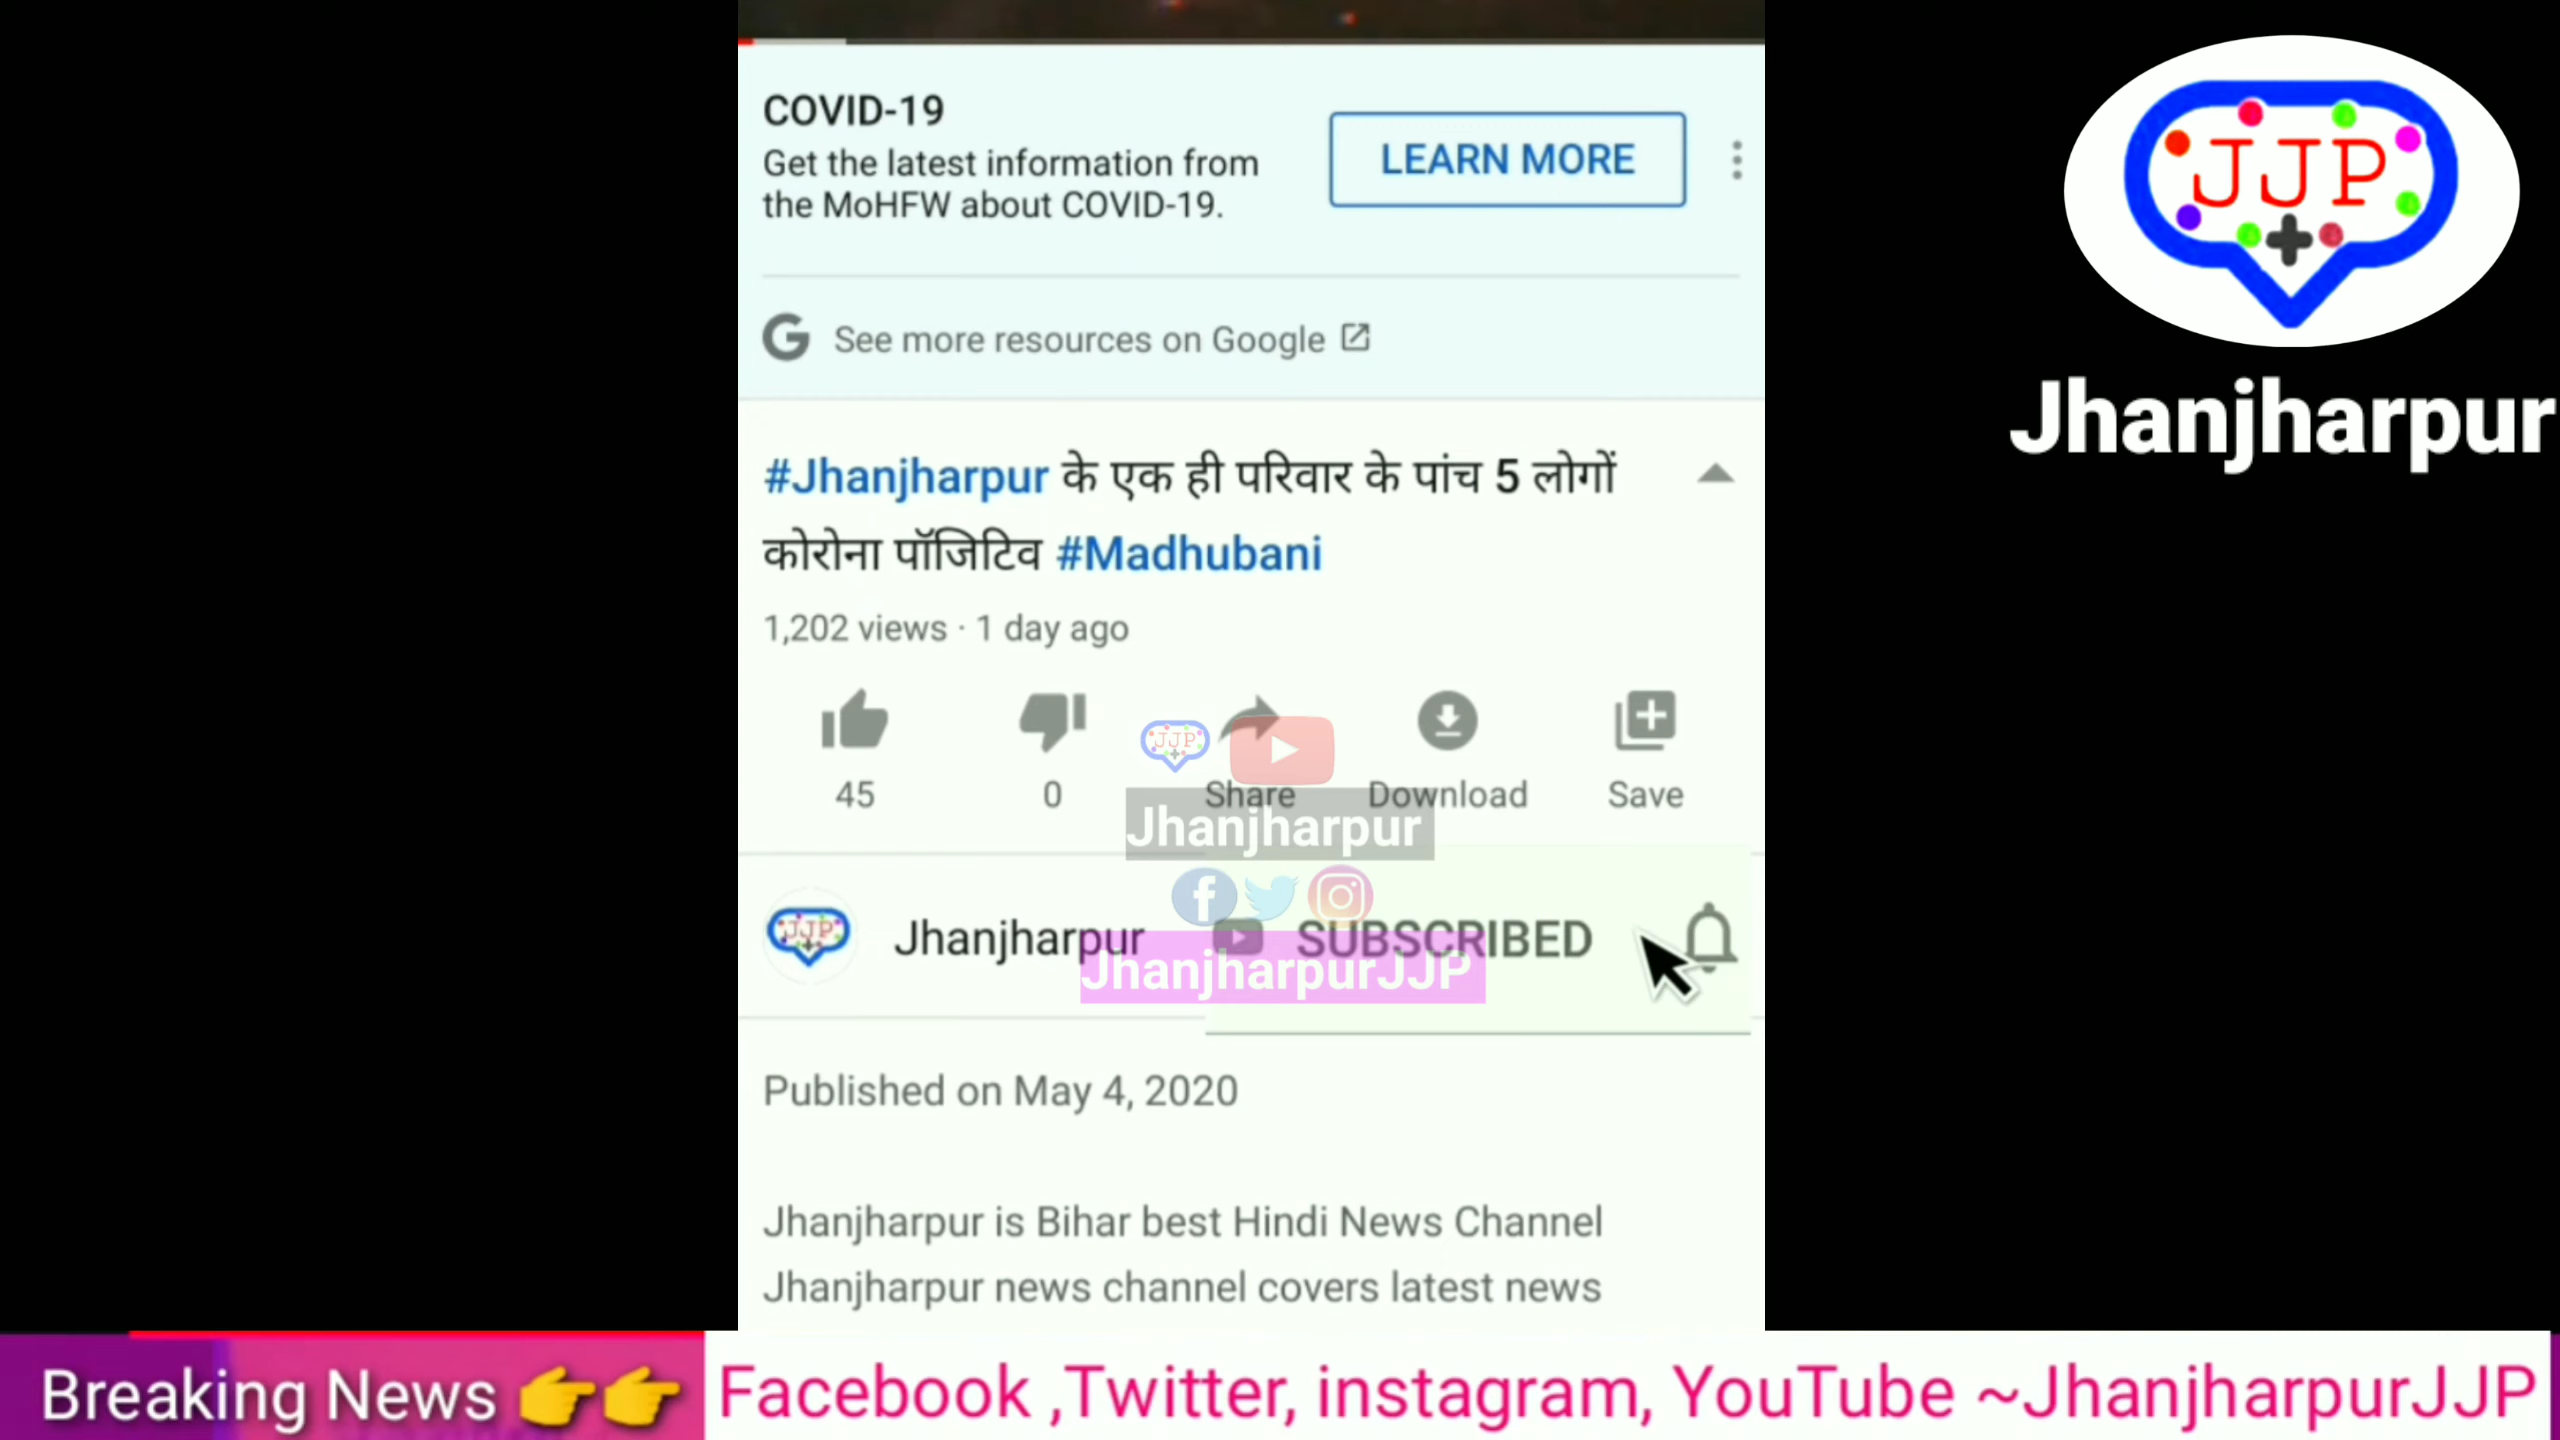 COVID-19
Get the latest information from
the MoHFW about COVID-19.
LEARN MORE
G See more resources on Google
JJP
Jhanjharpur
#Jhanjharpur के एक ही परिवार के पांच 5 लोगों
कोरोना पॉजिटिव #Madhubani
1,202 views · 1 day ago
45
0
Share
Download
Save
JJP
Jhanjharpur
JJP
Jhanjharpur
SUBSCRIBED
JhanjharpurJJP
Published on May 4, 2020
Jhanjharpur is Bihar best Hindi News Channel
Jhanjharpur news channel covers latest news
Breaking News 👉👉 Facebook ,Twitter, instagram, YouTube ~JhanjharpurJJP